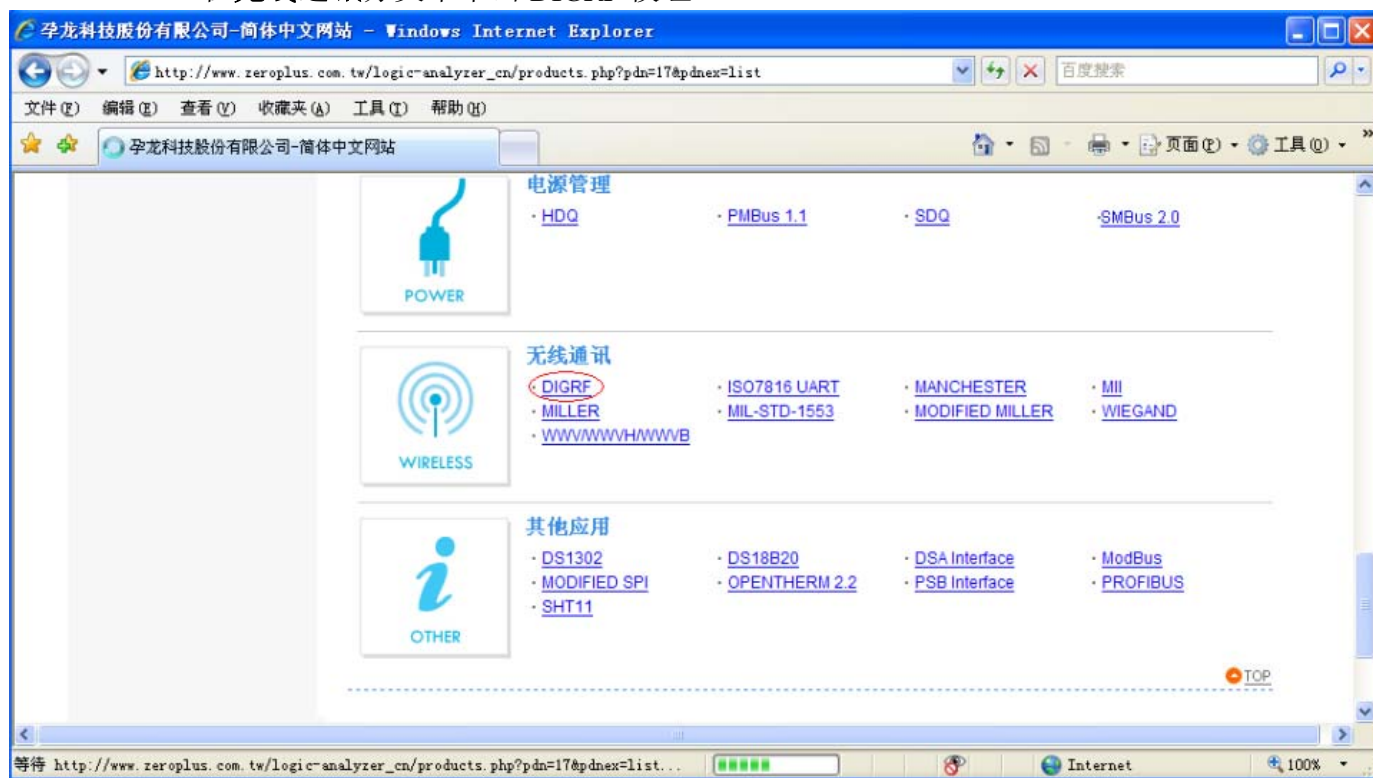 孕龙科技股份有限公司-简体中文网站 - Windows Internet Explorer
http://www.zeroplus.com.tw/logic-analyzer_cn/products.php?pdn=17&pdnex=list
百度搜索
文件(F) 编辑(E) 查看(V) 收藏夹(A) 工具(T) 帮助(H)
孕龙科技股份有限公司-简体中文网站
页面(P) 工具(O) »
电源管理
· HDQ · PMBus 1.1 · SDQ ·SMBus 2.0
POWER
无线通讯
· DIGRF · ISO7816 UART · MANCHESTER · MII
· MILLER · MIL-STD-1553 · MODIFIED MILLER · WIEGAND
· WWV/WWVH/WWVB
WIRELESS
其他应用
· DS1302 · DS18B20 · DSA Interface · ModBus
· MODIFIED SPI · OPENTHERM 2.2 · PSB Interface · PROFIBUS
· SHT11
OTHER
TOP
等待 http://www.zeroplus.com.tw/logic-analyzer_cn/products.php?pdn=17&pdnex=list... Internet 100%